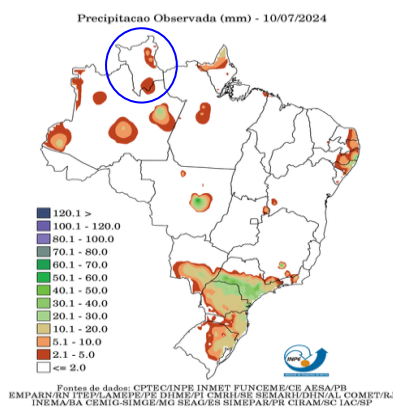 Precipitacao Observada (mm) - 10/07/2024
120.1 >
100.1 - 120.0
80.1 - 100.0
70.1 - 80.0
60.1 - 70.0
50.1 - 60.0
40.1 - 50.0
30.1 - 40.0
20.1 - 30.0
10.1 - 20.0
5.1 - 10.0
2.1 - 5.0
<= 2.0
INPE
Fontes de dados: CPTEC/INPE INMET FUNCEME/CE AESA/PB
EMPARN/RN ITEP/LAMEPE/PE DHME/PI CMRH/SE SEMARH/DHN/AL COMET/RJ
INEMA/BA CEMIG-SIMGE/MG SEAG/ES SIMEPAR/PR CIRAM/SC IAC/SP